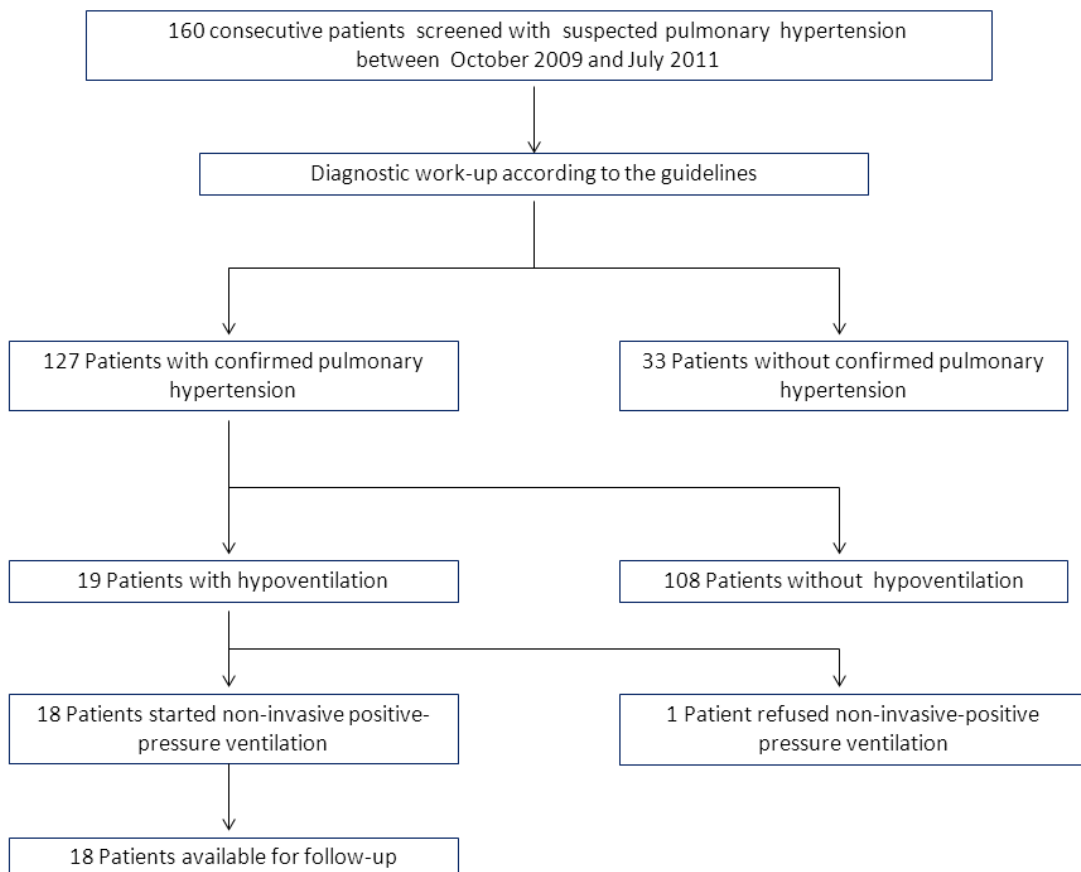 160 consecutive patients screened with suspected pulmonary hypertension
between October 2009 and July 2011
Diagnostic work-up according to the guidelines
127 Patients with confirmed pulmonary
hypertension
33 Patients without confirmed pulmonary
hypertension
19 Patients with hypoventilation
108 Patients without hypoventilation
18 Patients started non-invasive positive-
pressure ventilation
1 Patient refused non-invasive-positive
pressure ventilation
18 Patients available for follow-up